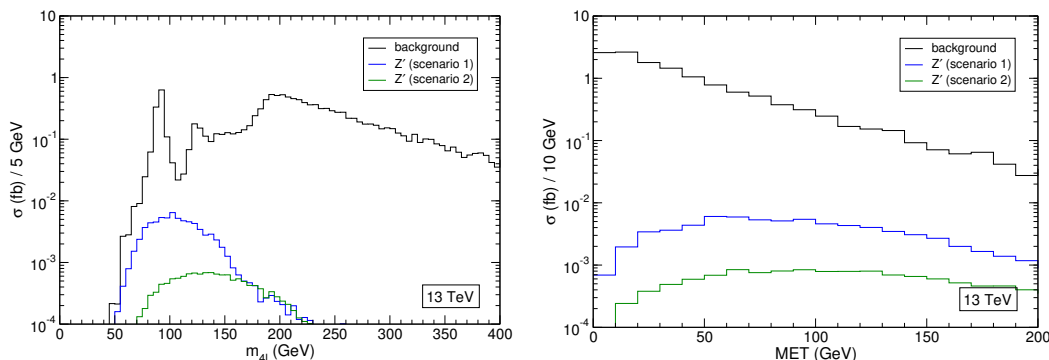 10
1
10^-1
10^-2
10^-3
10^-4
σ (fb) / 5 GeV
background
Z′ (scenario 1)
Z′ (scenario 2)
13 TeV
0 50 100 150 200 250 300 350 400
m_4l (GeV)
10
1
10^-1
10^-2
10^-3
10^-4
σ (fb) / 10 GeV
background
Z′ (scenario 1)
Z′ (scenario 2)
13 TeV
0 50 100 150 200
MET (GeV)